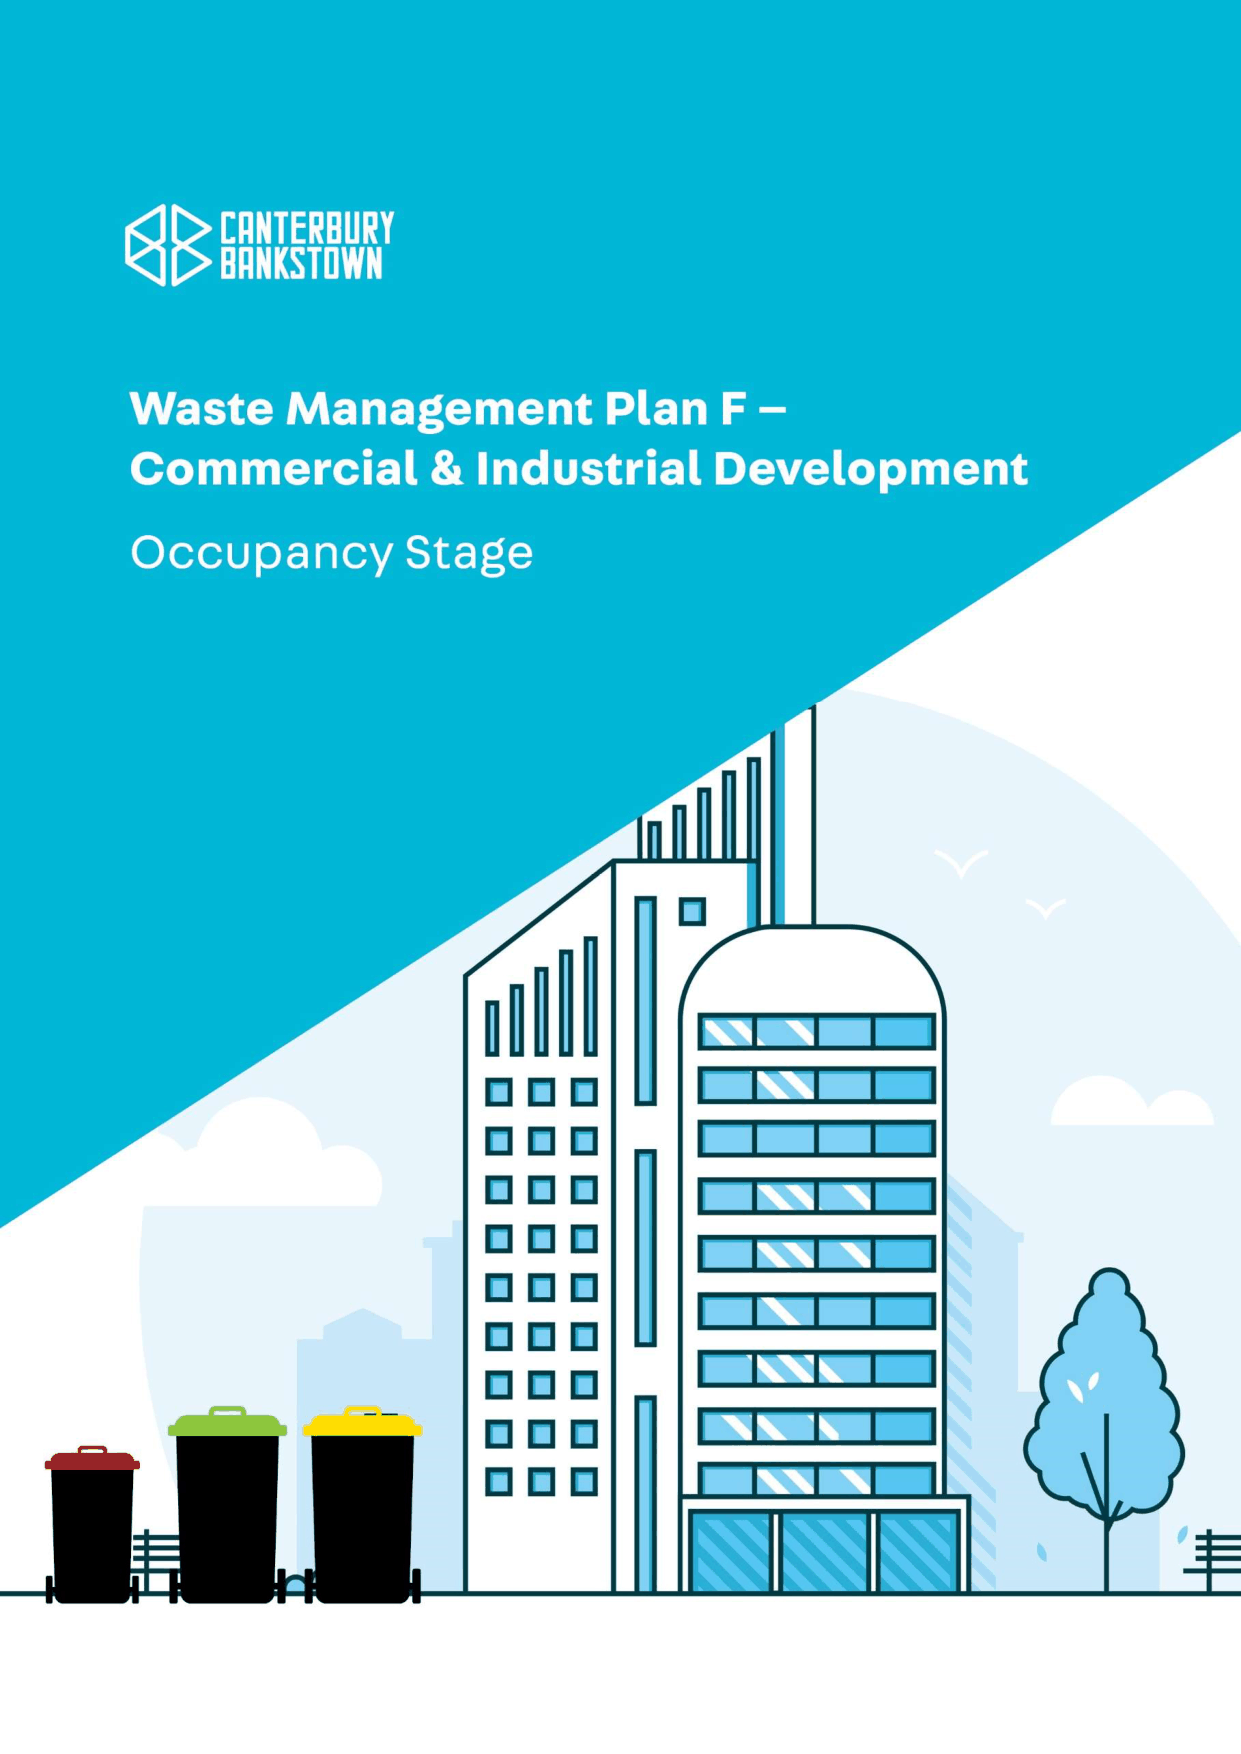 CANTERBURY
BANKSTOWN
Waste Management Plan F –
Commercial & Industrial Development
Occupancy Stage